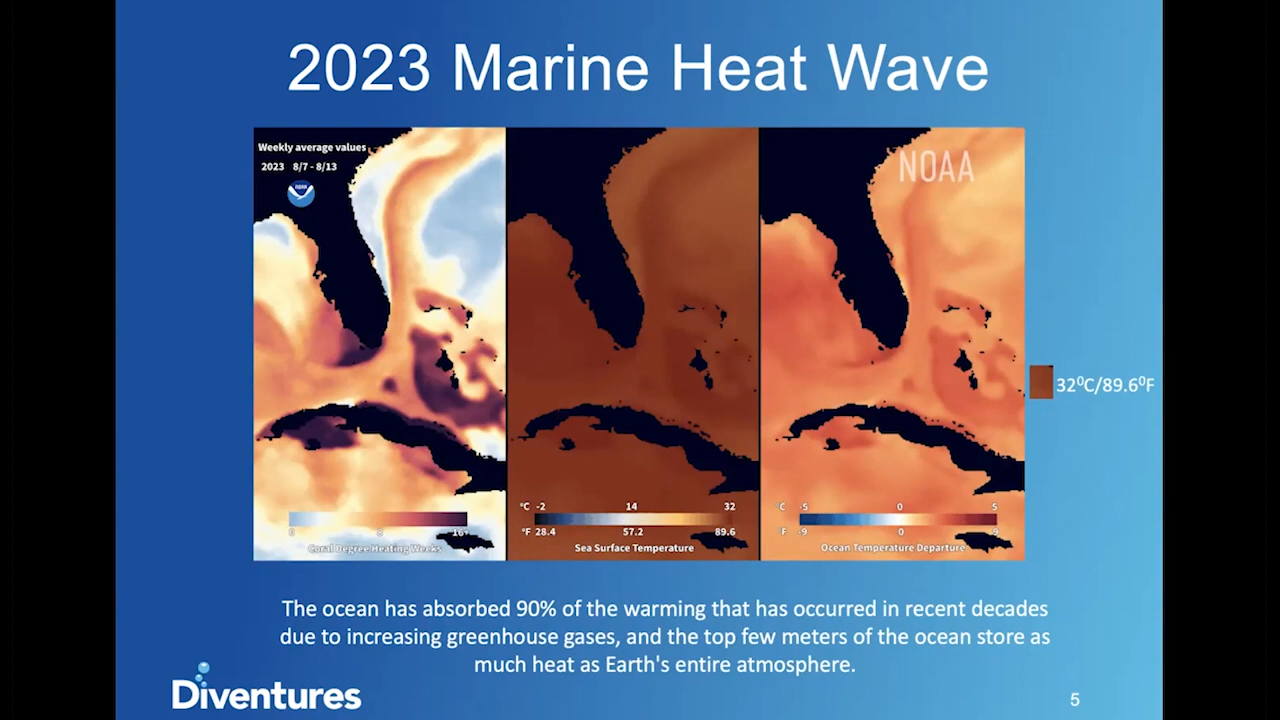 2023 Marine Heat Wave
Weekly average values
2023 8/7 - 8/13
NOAA
NOAA
32⁰C/89.6⁰F
0 8 16+
Coral Degree Heating Weeks
°C -2 14 32
°F 28.4 57.2 89.6
Sea Surface Temperature
°C -5 0 5
°F -9 0 9
Ocean Temperature Departure
The ocean has absorbed 90% of the warming that has occurred in recent decades
due to increasing greenhouse gases, and the top few meters of the ocean store as
much heat as Earth's entire atmosphere.
Diventures
5